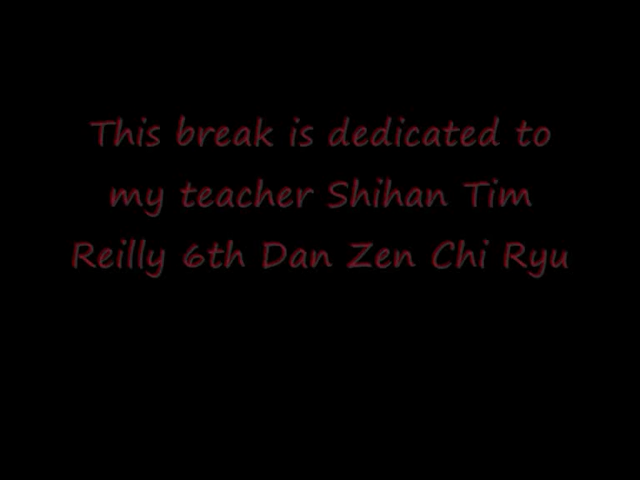 This break is dedicated to
my teacher Shihan Tim
Reilly 6th Dan Zen Chi Ryu